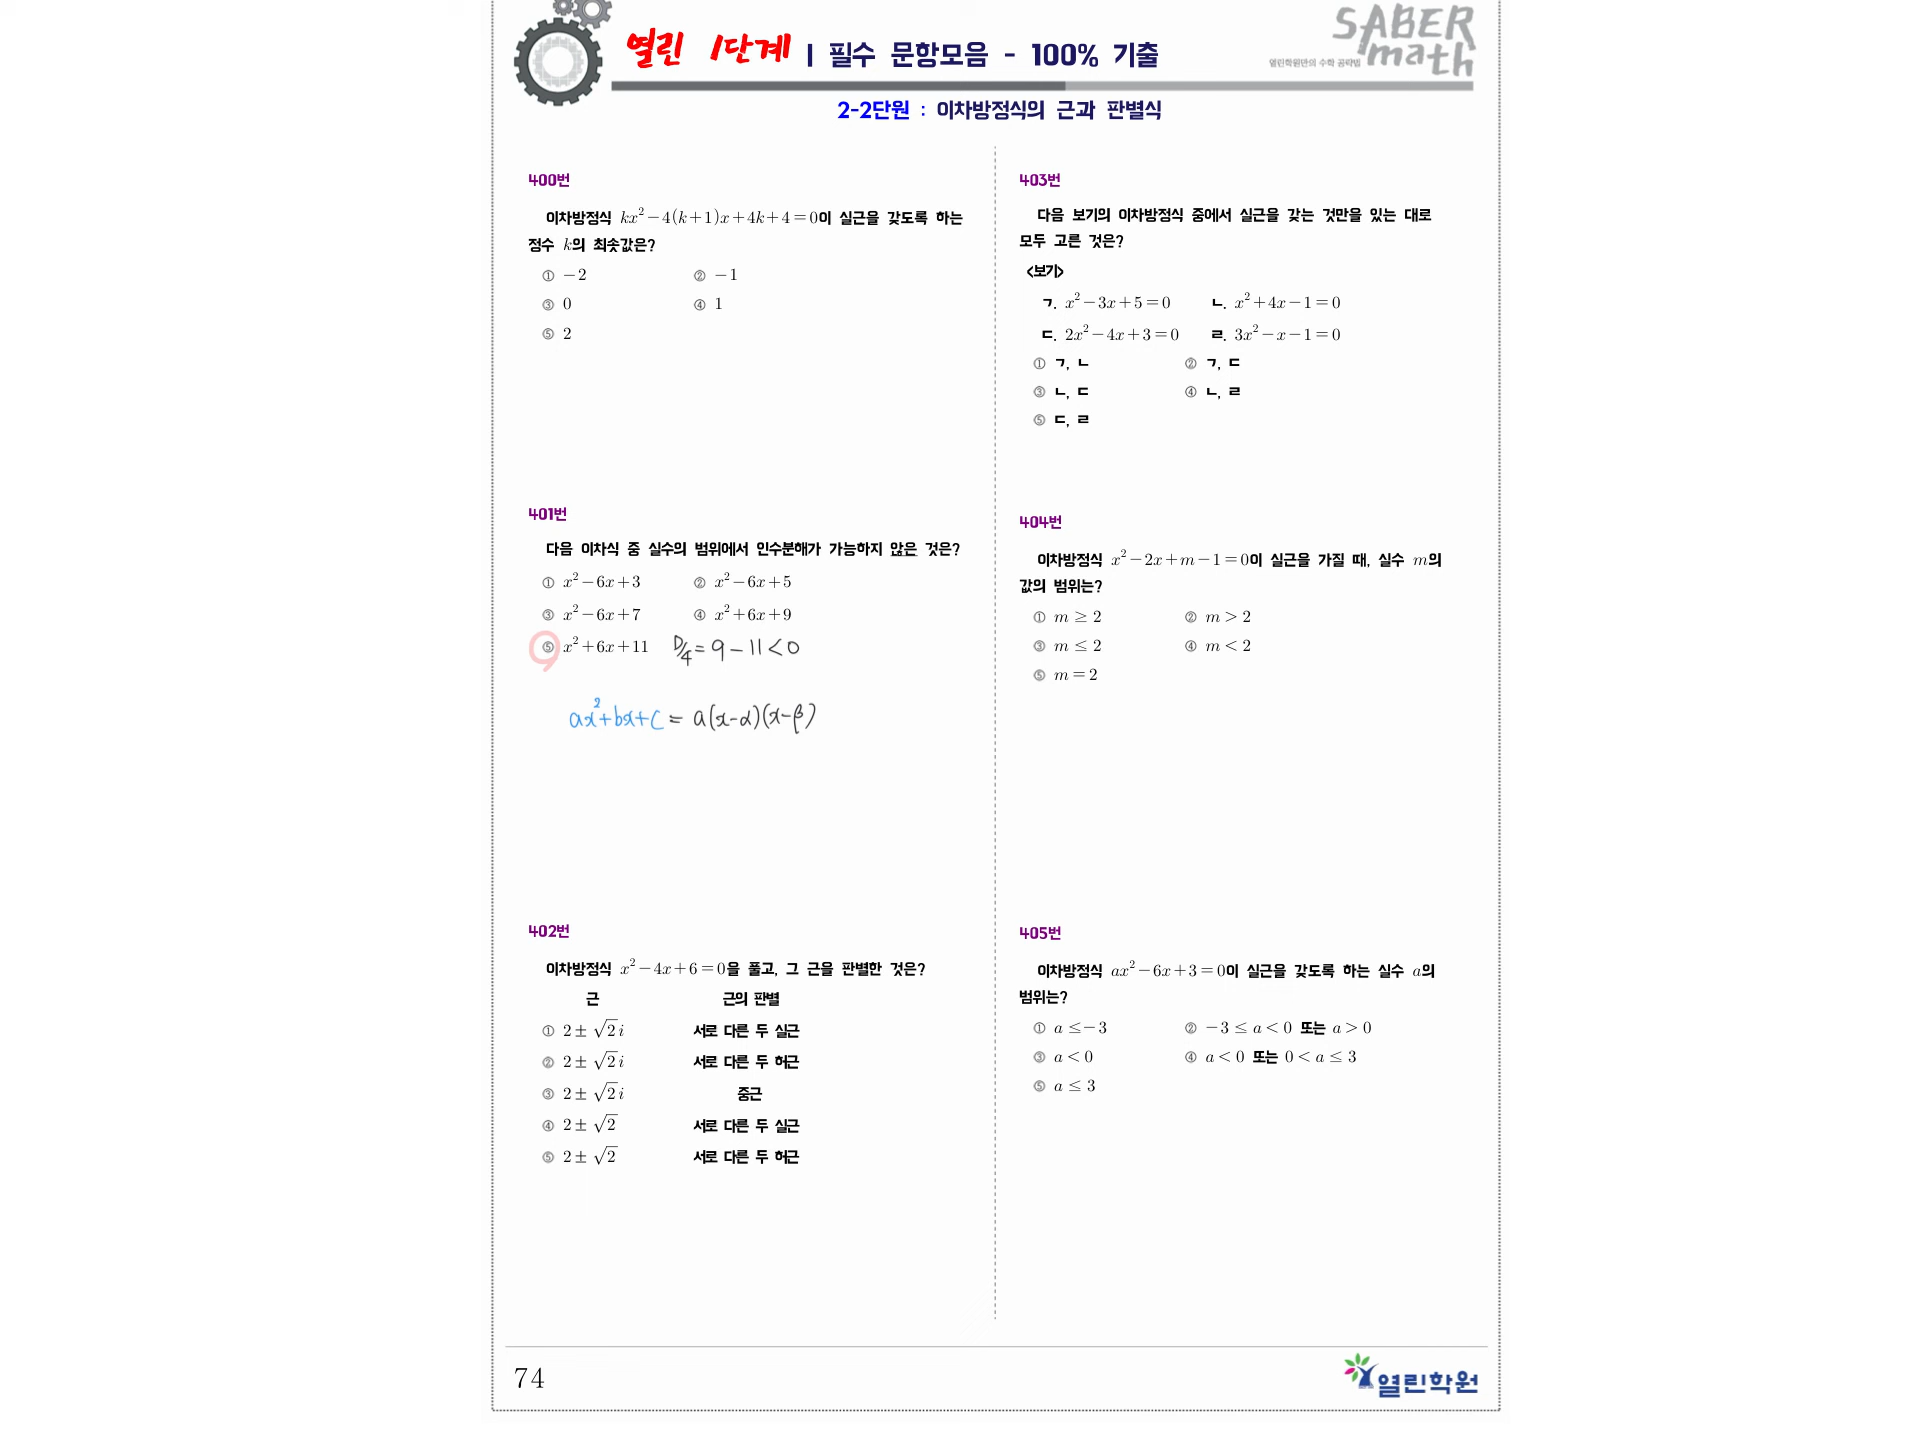 열린 1단계 | 필수 문항모음 - 100% 기출
SABER
math
열린학원만의 수학 공략법
2-2단원 : 이차방정식의 근과 판별식
400번
이차방정식 kx²-4(k+1)x+4k+4=0이 실근을 갖도록 하는
정수 k의 최솟값은?
① -2 ② -1
③ 0 ④ 1
⑤ 2
401번
다음 이차식 중 실수의 범위에서 인수분해가 가능하지 않은 것은?
① x²-6x+3 ② x²-6x+5
③ x²-6x+7 ④ x²+6x+9
⑤ x²+6x+11 D/4=9-11<0
ax²+bx+c=a(x-α)(x-β)
402번
이차방정식 x²-4x+6=0을 풀고, 그 근을 판별한 것은?
근 근의 판별
① 2±√2i 서로 다른 두 실근
② 2±√2i 서로 다른 두 허근
③ 2±√2i 중근
④ 2±√2 서로 다른 두 실근
⑤ 2±√2 서로 다른 두 허근
403번
다음 보기의 이차방정식 중에서 실근을 갖는 것만을 있는 대로
모두 고른 것은?
<보기>
ㄱ. x²-3x+5=0 ㄴ. x²+4x-1=0
ㄷ. 2x²-4x+3=0 ㄹ. 3x²-x-1=0
① ㄱ, ㄴ ② ㄱ, ㄷ
③ ㄴ, ㄷ ④ ㄴ, ㄹ
⑤ ㄷ, ㄹ
404번
이차방정식 x²-2x+m-1=0이 실근을 가질 때, 실수 m의
값의 범위는?
① m≥2 ② m>2
③ m≤2 ④ m<2
⑤ m=2
405번
이차방정식 ax²-6x+3=0이 실근을 갖도록 하는 실수 a의
범위는?
① a≤-3 ② -3≤a<0 또는 a>0
③ a<0 ④ a<0 또는 0<a≤3
⑤ a≤3
74
열린학원